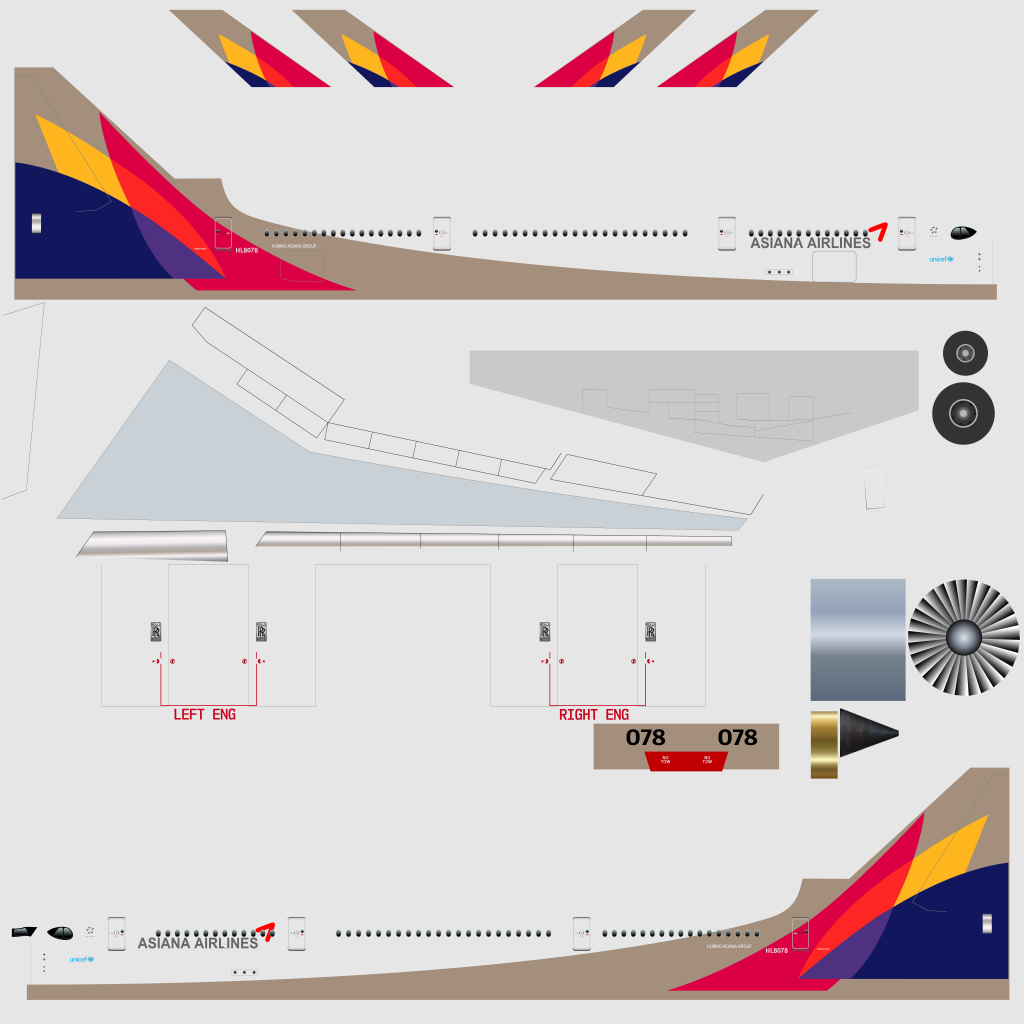 HL8078
KUMHO ASIANA GROUP
ASIANA AIRLINES
unicef
LEFT ENG
RIGHT ENG
078
078
NO TOW
NO TOW
ASIANA AIRLINES
unicef
KUMHO ASIANA GROUP
HL8078